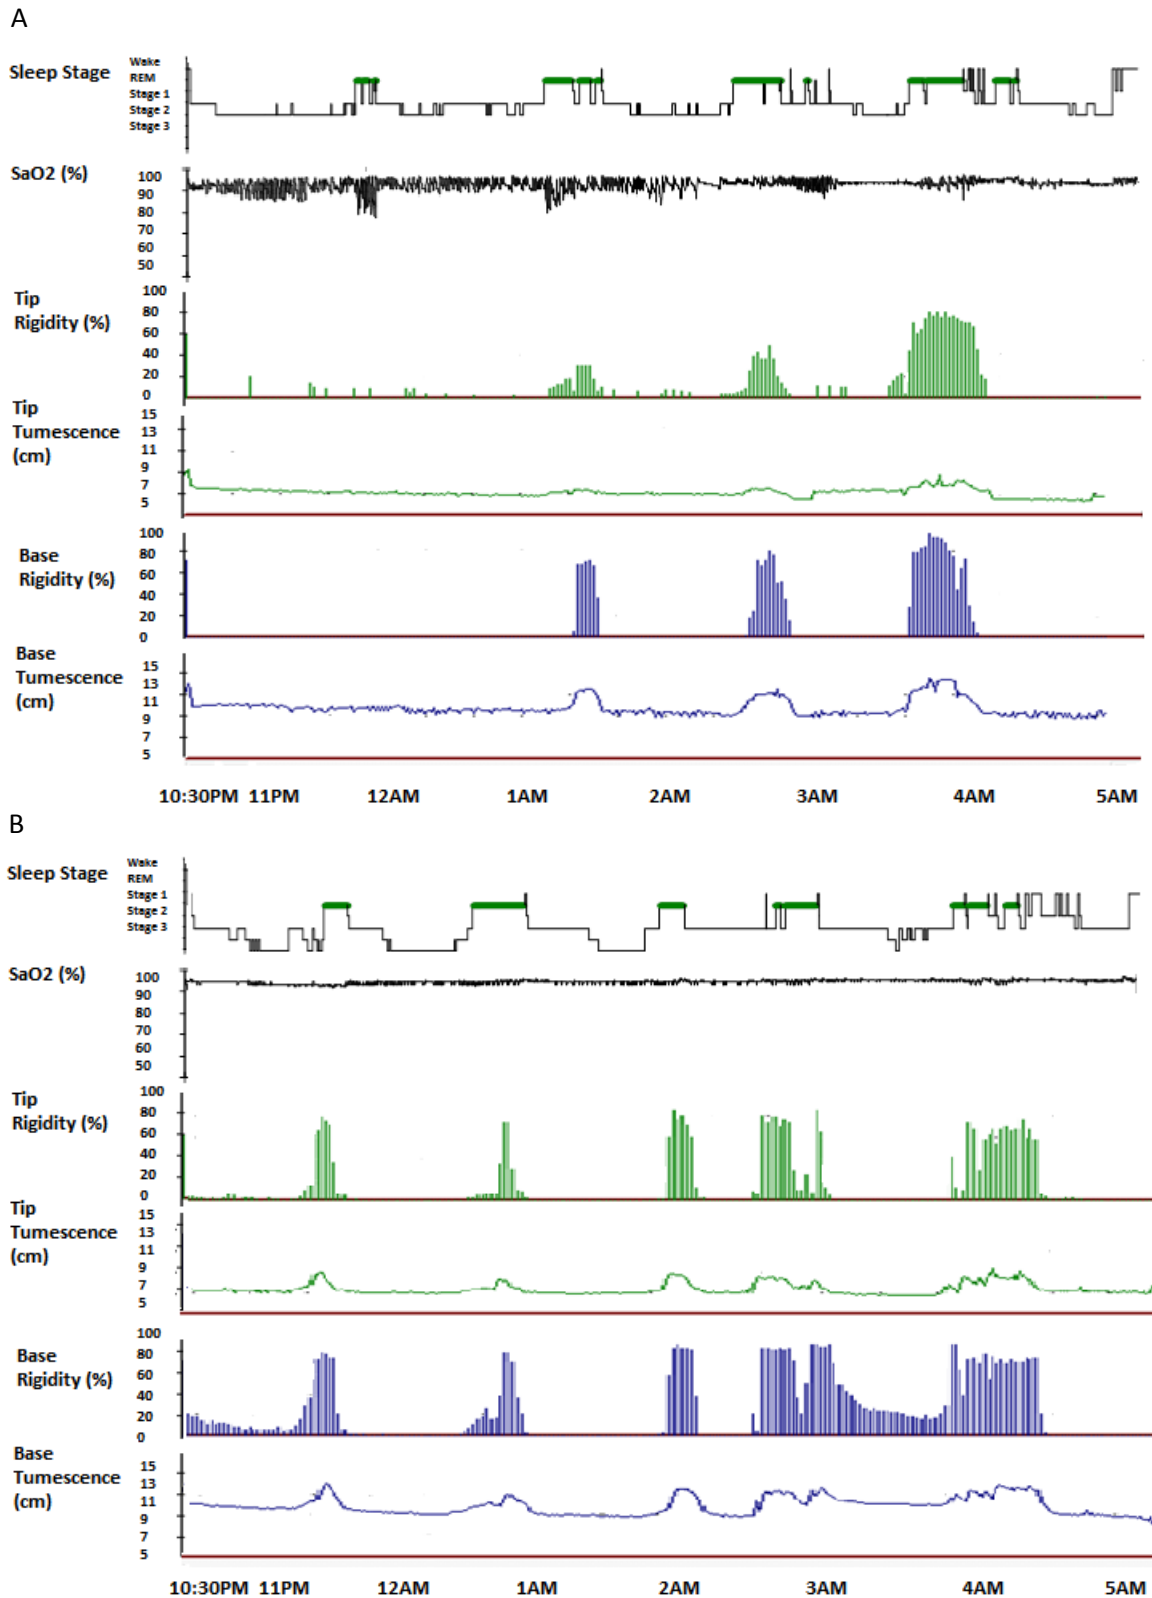 A
Sleep Stage
Wake
REM
Stage 1
Stage 2
Stage 3
SaO2 (%)
100
90
80
70
60
50
Tip
Rigidity (%)
100
80
60
40
20
0
Tip
Tumescence
(cm)
15
13
11
9
7
5
Base
Rigidity (%)
100
80
60
40
20
0
Base
Tumescence
(cm)
15
13
11
9
7
5
10:30PM 11PM 12AM 1AM 2AM 3AM 4AM 5AM
B
Sleep Stage
Wake
REM
Stage 1
Stage 2
Stage 3
SaO2 (%)
100
90
80
70
60
50
Tip
Rigidity (%)
100
80
60
40
20
0
Tip
Tumescence
(cm)
15
13
11
9
7
5
Base
Rigidity (%)
100
80
60
40
20
0
Base
Tumescence
(cm)
15
13
11
9
7
5
10:30PM 11PM 12AM 1AM 2AM 3AM 4AM 5AM